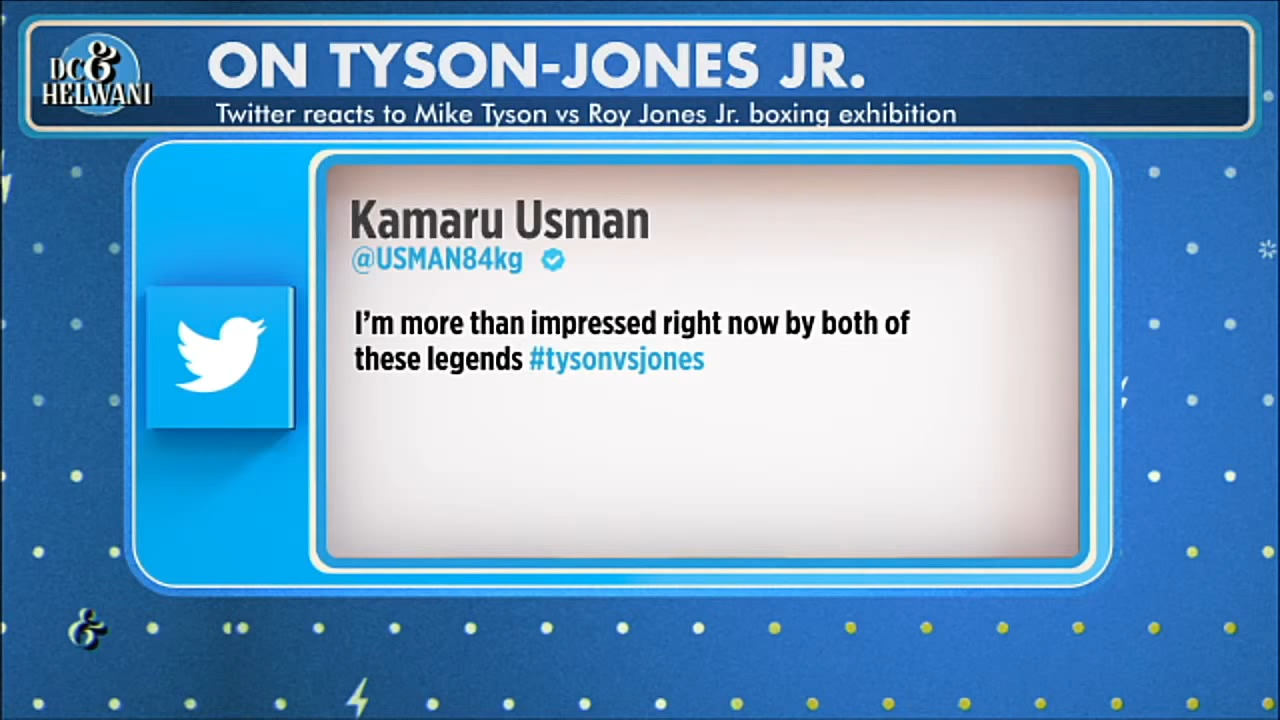 DC &
HELWANI
ON TYSON-JONES JR.
Twitter reacts to Mike Tyson vs Roy Jones Jr. boxing exhibition
Kamaru Usman
@USMAN84kg
I’m more than impressed right now by both of
these legends #tysonvsjones
&